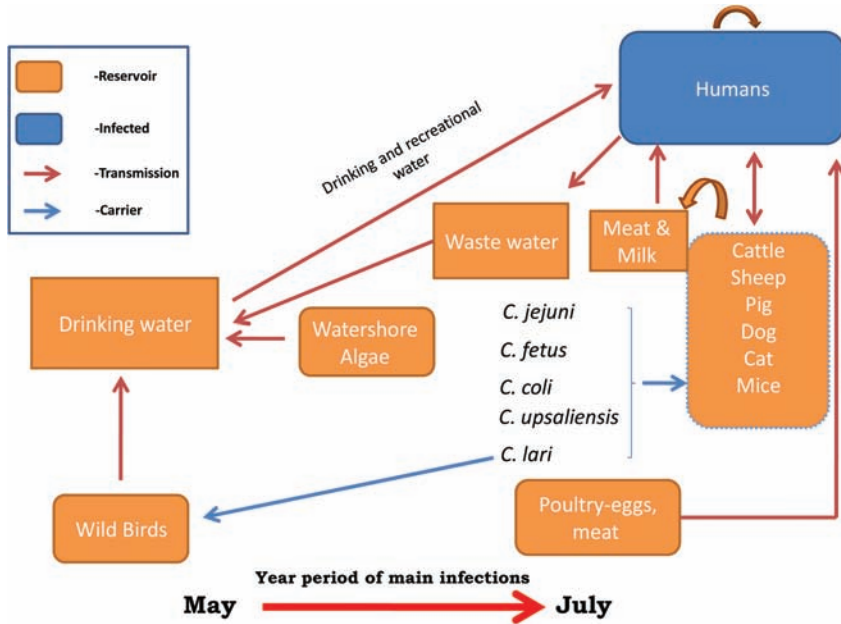 -Reservoir
-Infected
-Transmission
-Carrier
Humans
Drinking and recreational
water
Waste water
Meat &
Milk
Cattle
Sheep
Pig
Dog
Cat
Mice
Drinking water
Watershore
Algae
C. jejuni
C. fetus
C. coli
C. upsaliensis
C. lari
Wild Birds
Poultry-eggs,
meat
Year period of main infections
May
July